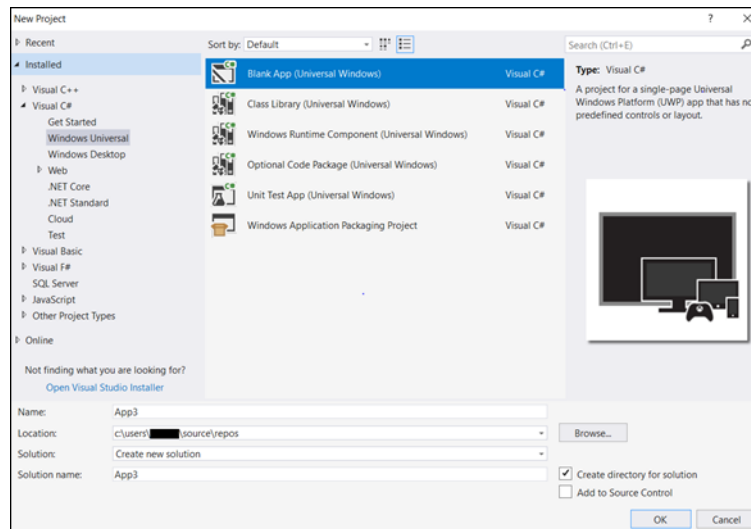 New Project
?
Recent
Installed
Visual C++
Visual C#
Get Started
Windows Universal
Windows Desktop
Web
.NET Core
.NET Standard
Cloud
Test
Visual Basic
Visual F#
SQL Server
JavaScript
Other Project Types
Online
Not finding what you are looking for?
Open Visual Studio Installer
Sort by: Default
Blank App (Universal Windows) Visual C#
Class Library (Universal Windows) Visual C#
Windows Runtime Component (Universal Windows) Visual C#
Optional Code Package (Universal Windows) Visual C#
Unit Test App (Universal Windows) Visual C#
Windows Application Packaging Project Visual C#
Search (Ctrl+E)
Type: Visual C#
A project for a single-page Universal
Windows Platform (UWP) app that has no
predefined controls or layout.
Name: App3
Location: c:\users\ \source\repos
Browse...
Solution: Create new solution
Solution name: App3
Create directory for solution
Add to Source Control
OK
Cancel